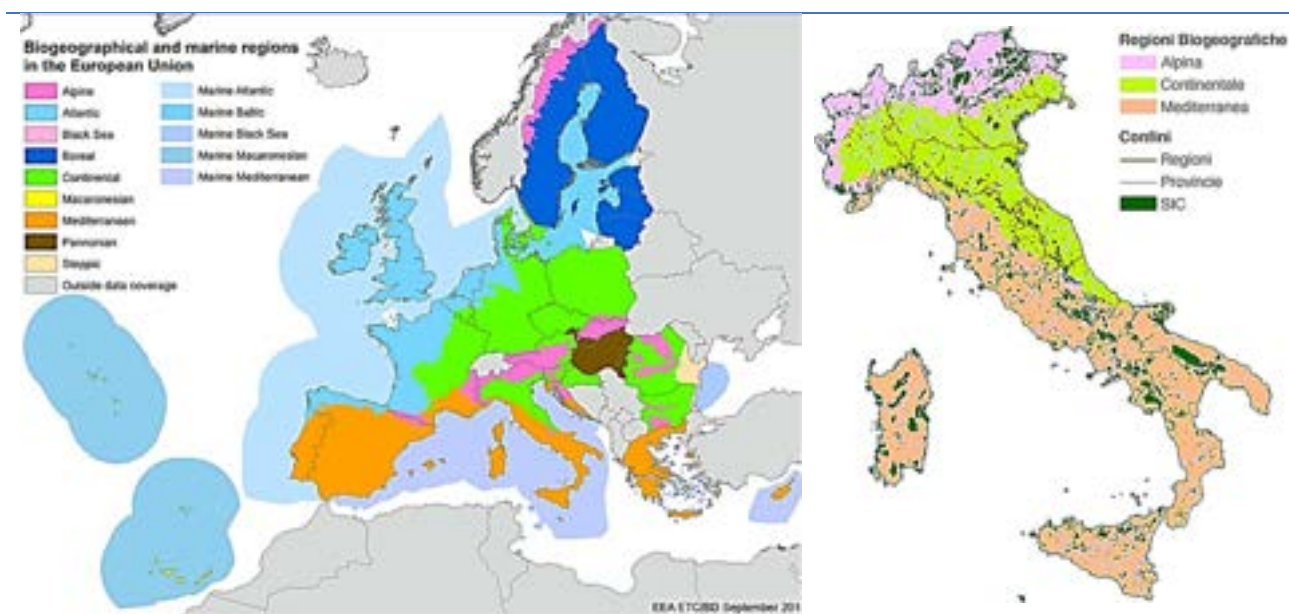 Biogeographical and marine regions
in the European Union
Alpine
Atlantic
Black Sea
Boreal
Continental
Macaronesian
Mediterranean
Pannonian
Steppic
Outside data coverage
Marine Atlantic
Marine Baltic
Marine Black Sea
Marine Macaronesian
Marine Mediterranean
EEA ETC/BD September 201
Regioni Biogeografiche
Alpina
Continentale
Mediterranea
Confini
Regioni
Provincie
SIC